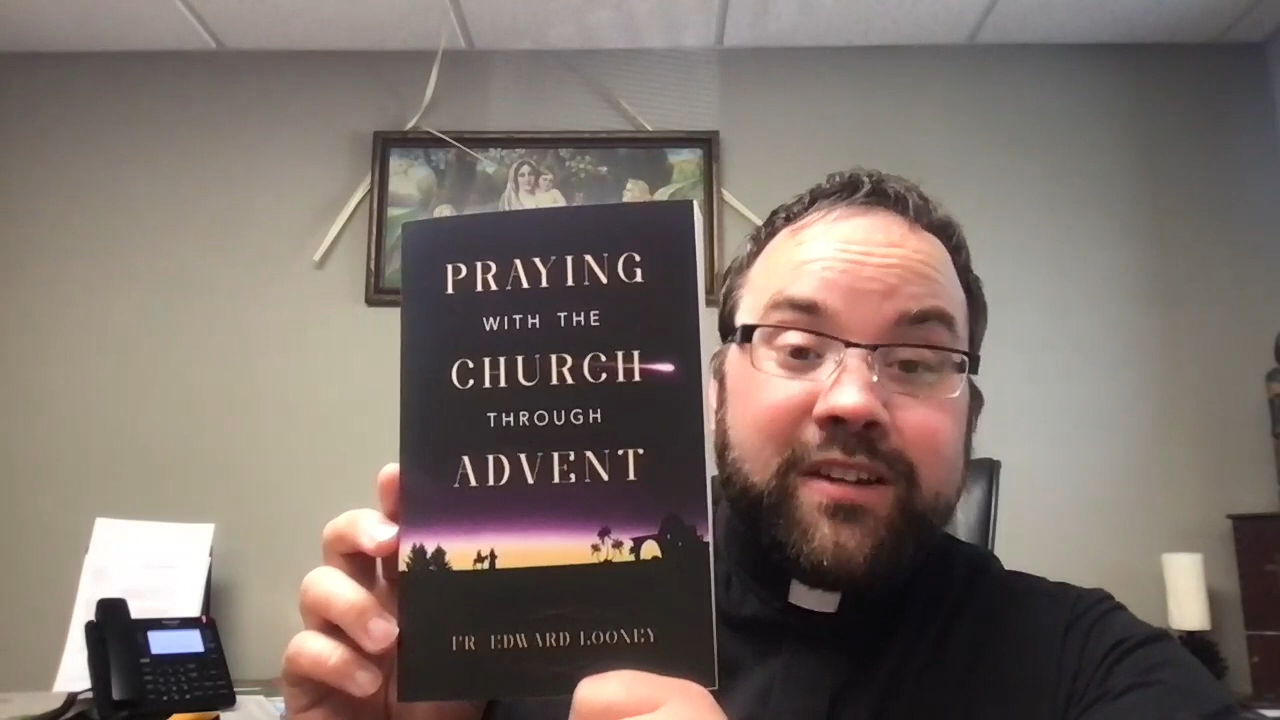 PRAYING
WITH THE
CHURCH
THROUGH
ADVENT
FR. EDWARD LOONEY